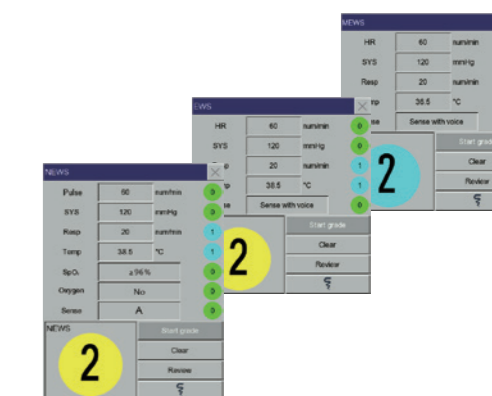 MEWS
HR 60 num/min
SYS 120 mmHg
Resp 20 num/min
38.5 °C
Sense with voice
Start grade
2
Clear
Review
EWS
HR 60 num/min 0
SYS 120 mmHg 0
20 num/min 1
38.5 °C 1
Sense with voice 0
Start grade
2
Clear
Review
NEWS
Pulse 60 num/min 0
SYS 120 mmHg 0
Resp 20 num/min 1
Temp 38.5 °C 1
SpO₂ ≥96% 0
Oxygen No 0
Sense A 0
NEWS
Start grade
2
Clear
Review